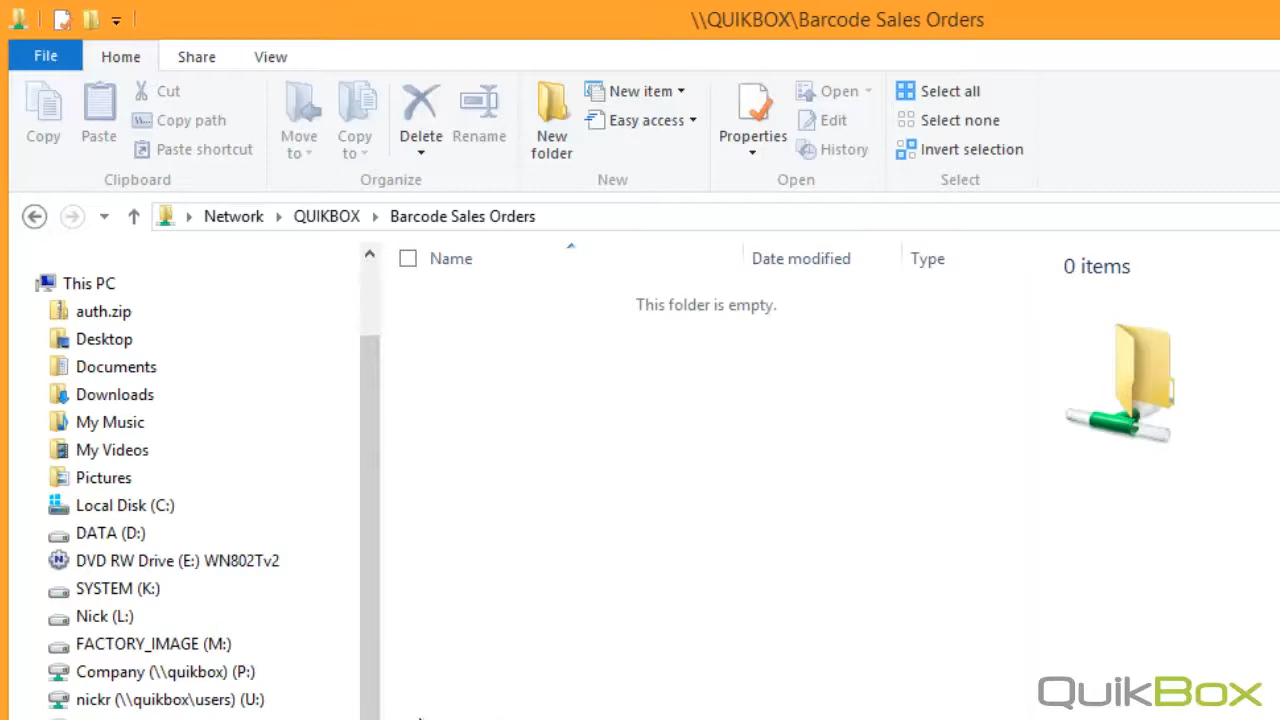 \\QUIKBOX\Barcode Sales Orders
File Home Share View
Copy
Paste
Cut
Copy path
Paste shortcut
Clipboard
Move to
Copy to
Delete
Rename
Organize
New folder
New item
Easy access
New
Properties
Open
Edit
History
Open
Select all
Select none
Invert selection
Select
Network QUIKBOX Barcode Sales Orders
Name Date modified Type
This folder is empty.
0 items
This PC
auth.zip
Desktop
Documents
Downloads
My Music
My Videos
Pictures
Local Disk (C:)
DATA (D:)
DVD RW Drive (E:) WN802Tv2
SYSTEM (K:)
Nick (L:)
FACTORY_IMAGE (M:)
Company (\\quikbox) (P:)
nickr (\\quikbox\users) (U:)
QuikBox